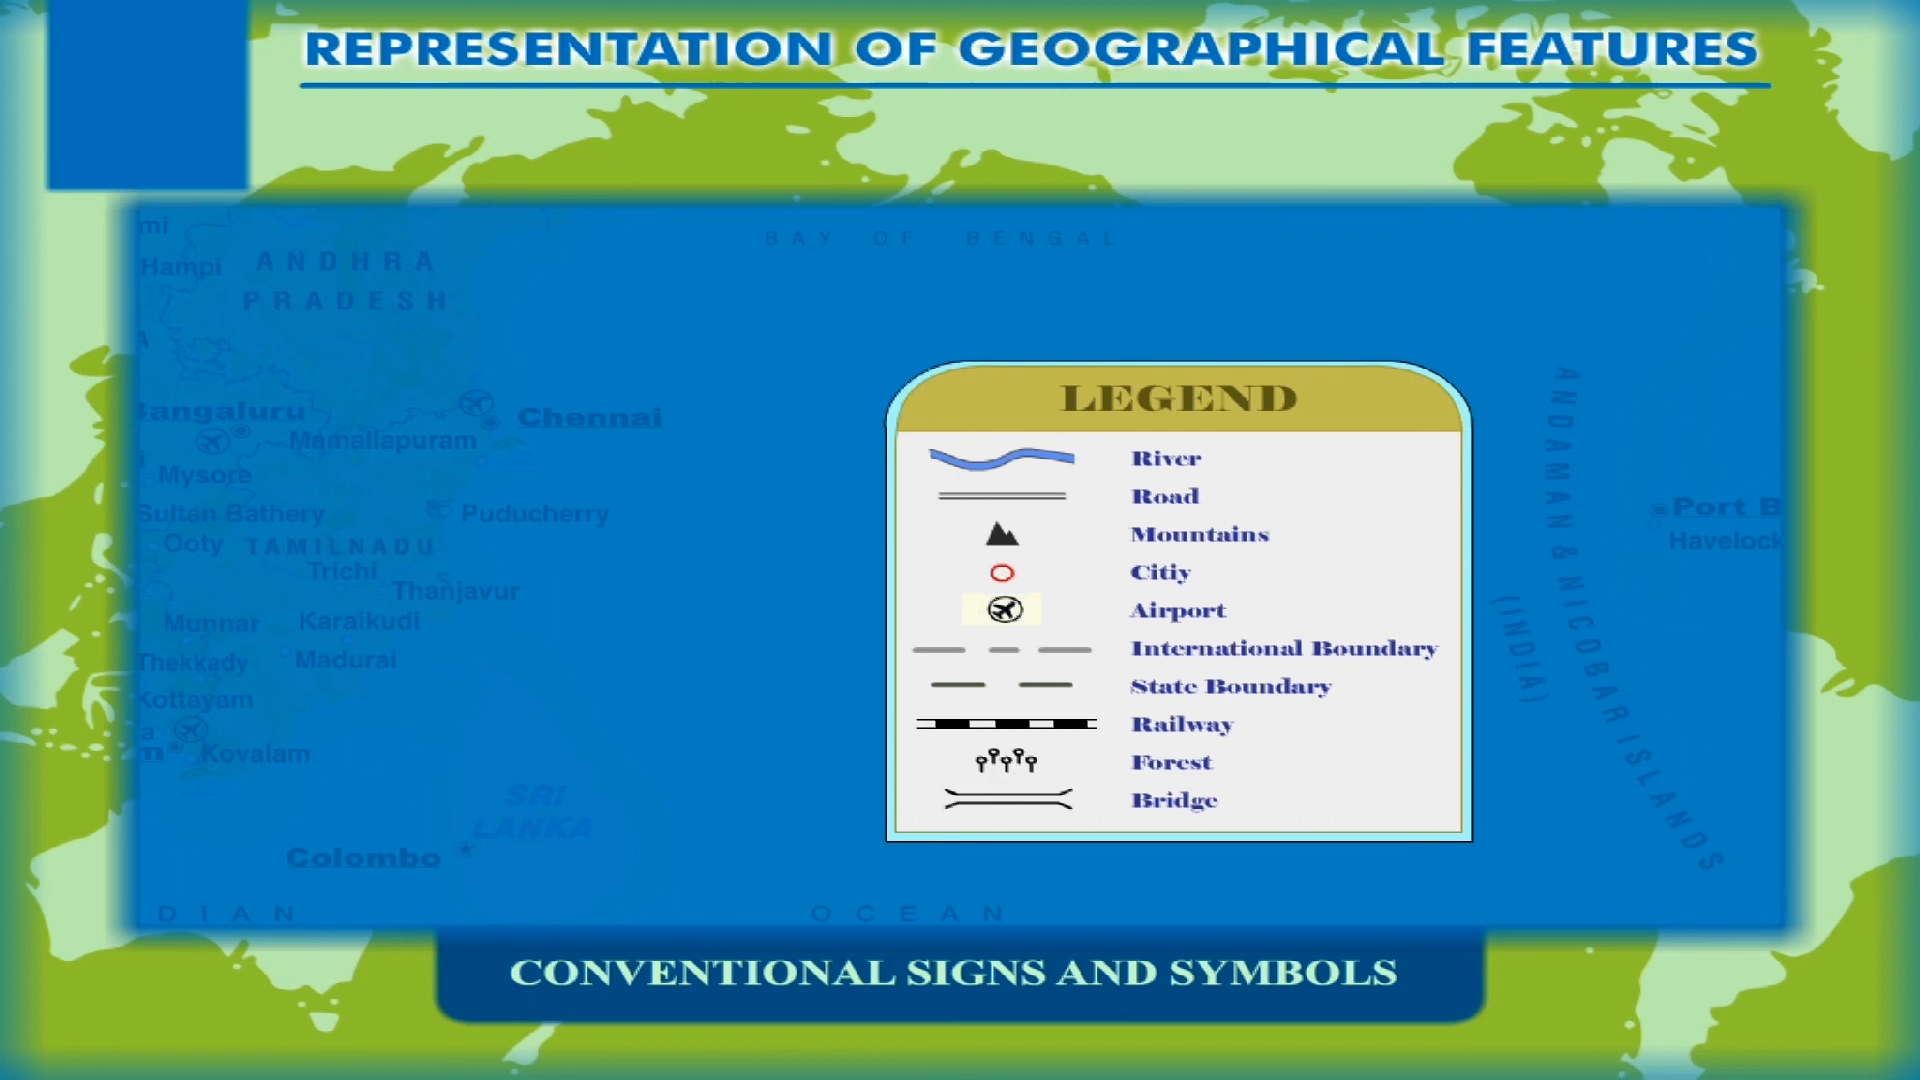 REPRESENTATION OF GEOGRAPHICAL FEATURES
mi
BAY OF BENGAL
Hampi
ANDHRA
PRADESH
A
LEGEND
Bangaluru
Chennai
Mamallapuram
Mysore
Sultan Bathery
Puducherry
Ooty
TAMILNADU
Trichi
Thanjavur
Munnar
Karaikudi
Thekkady
Madurai
Kottayam
a
m
Kovalam
SRI
LANKA
Colombo
River
Road
Mountains
Citiy
Airport
International Boundary
State Boundary
Railway
Forest
Bridge
ANDAMAN & NICOBAR ISLANDS
(INDIA)
Port B
Havelock
DIAN
OCEAN
CONVENTIONAL SIGNS AND SYMBOLS